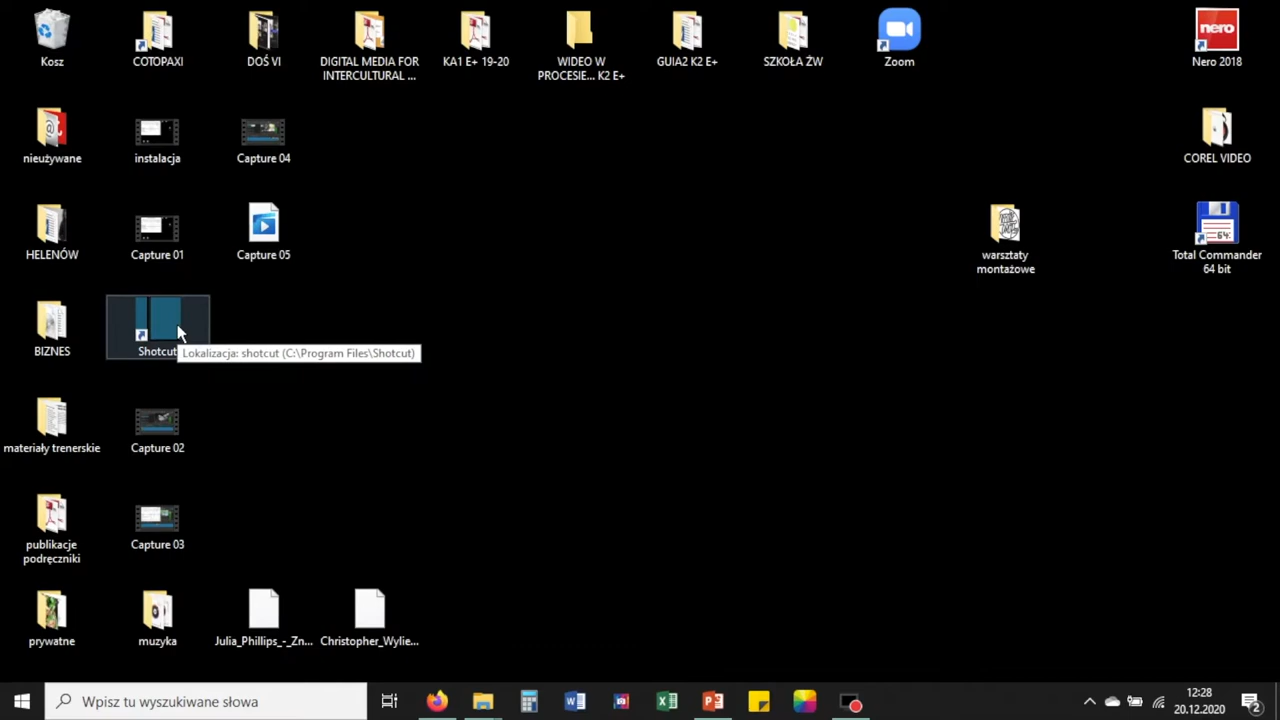 Kosz
COTOPAXI
DOŚ VI
DIGITAL MEDIA FOR
INTERCULTURAL ...
KA1 E+ 19-20
WIDEO W
PROCESIE... K2 E+
GUIA2 K2 E+
SZKOŁA ŻW
Zoom
nero
Nero 2018
nieużywane
instalacja
Capture 04
COREL VIDEO
HELENÓW
Capture 01
Capture 05
warsztaty
montażowe
64
Total Commander
64 bit
BIZNES
Shotcut
Lokalizacja: shotcut (C:\Program Files\Shotcut)
materiały trenerskie
Capture 02
publikacje
podręczniki
Capture 03
prywatne
muzyka
Julia_Phillips_-_Zn...
Christopher_Wylie...
Wpisz tu wyszukiwane słowa
12:28
20.12.2020
2